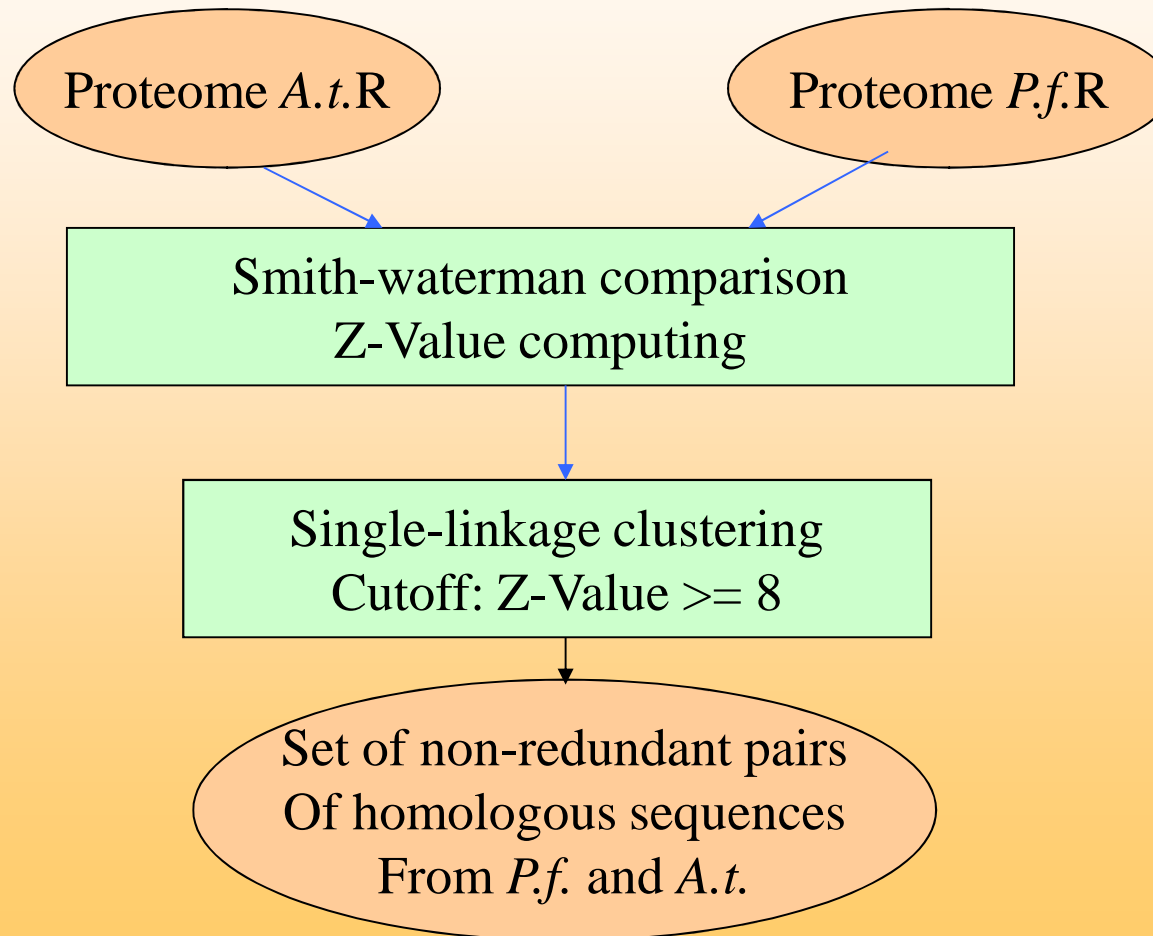 Proteome A.t.R
Proteome P.f.R
Smith-waterman comparison
Z-Value computing
Single-linkage clustering
Cutoff: Z-Value >= 8
Set of non-redundant pairs
Of homologous sequences
From P.f. and A.t.